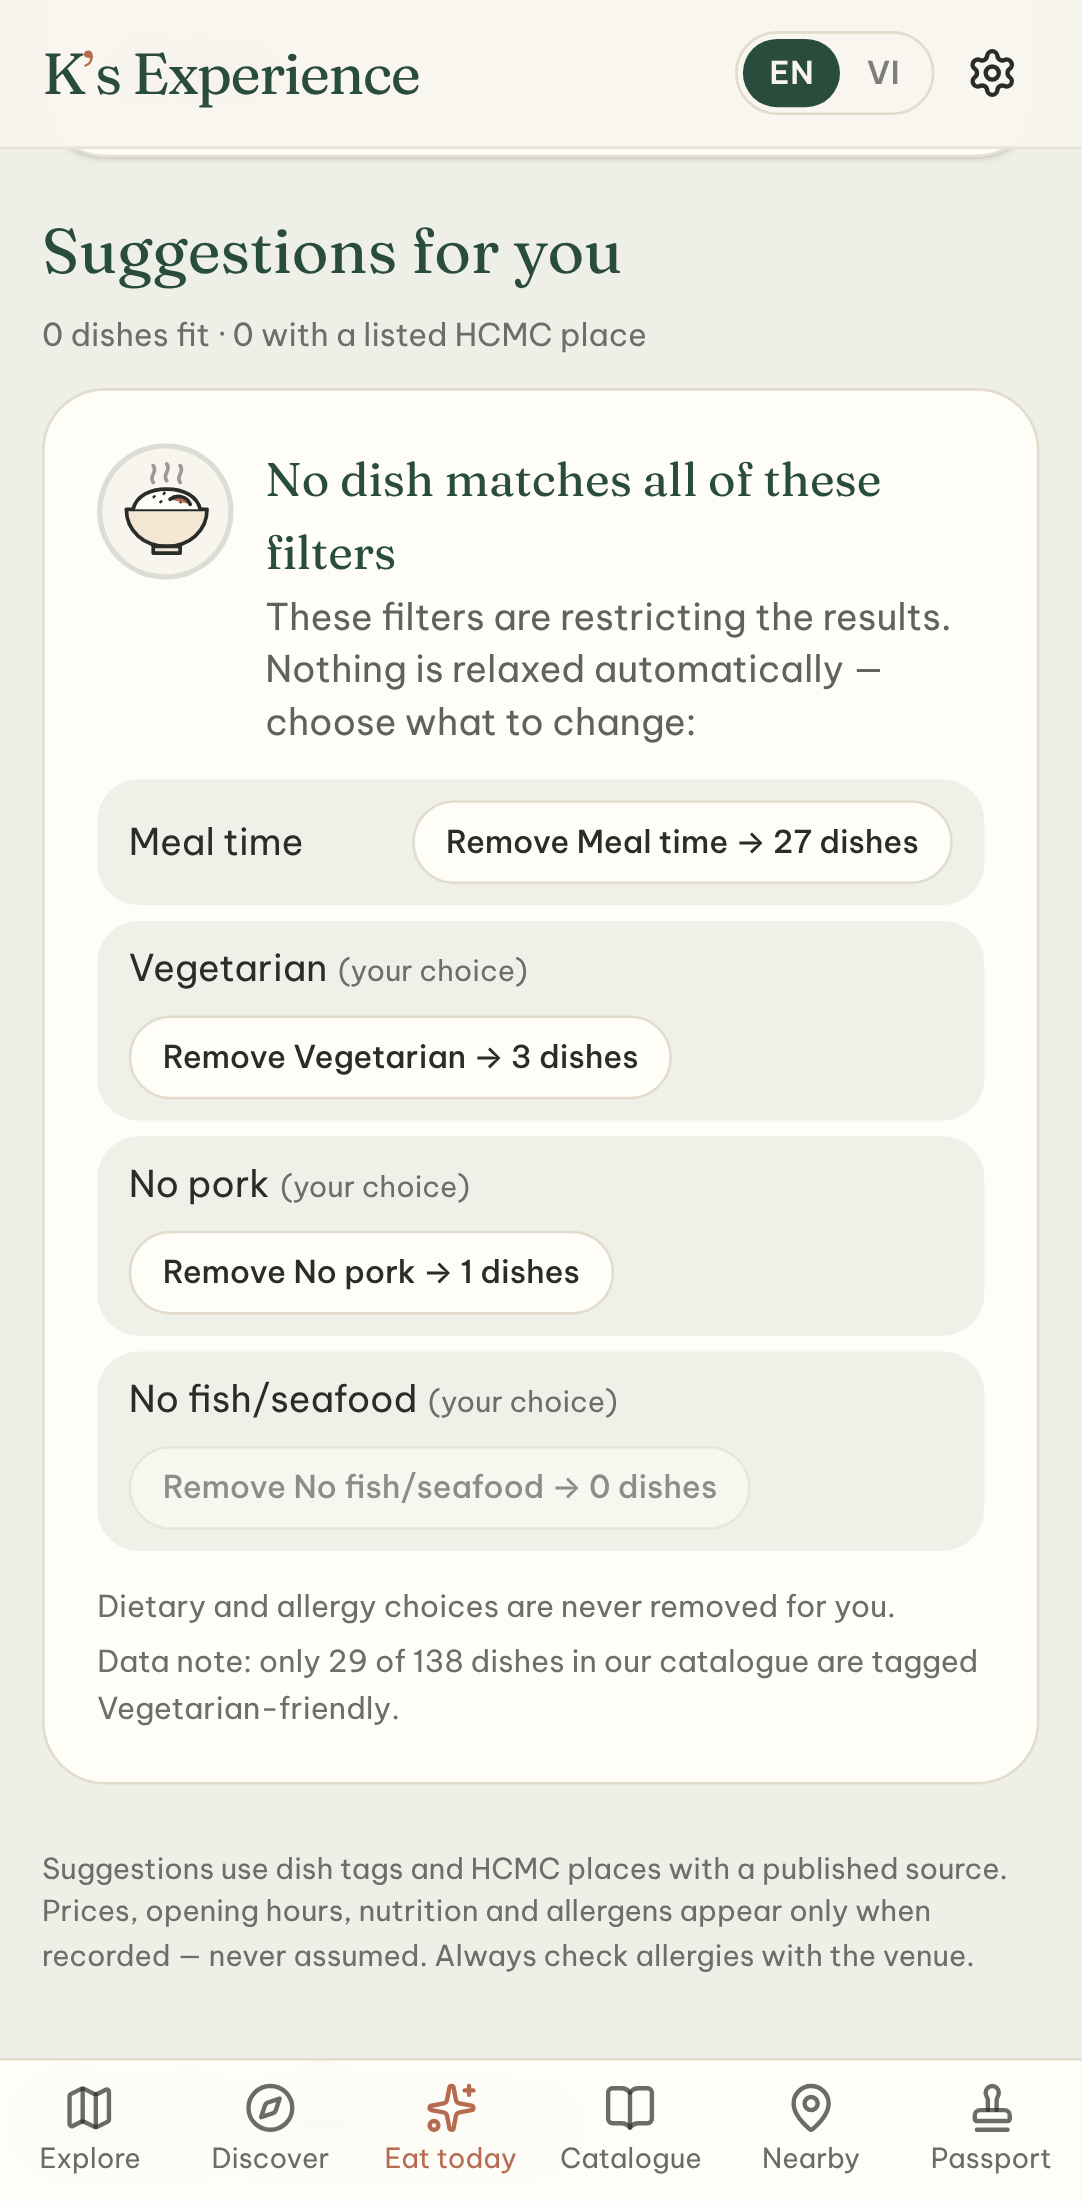 K's Experience
EN VI
Suggestions for you
0 dishes fit · 0 with a listed HCMC place
No dish matches all of these
filters
These filters are restricting the results.
Nothing is relaxed automatically —
choose what to change:
Meal time
Remove Meal time → 27 dishes
Vegetarian (your choice)
Remove Vegetarian → 3 dishes
No pork (your choice)
Remove No pork → 1 dishes
No fish/seafood (your choice)
Remove No fish/seafood → 0 dishes
Dietary and allergy choices are never removed for you.
Data note: only 29 of 138 dishes in our catalogue are tagged
Vegetarian-friendly.
Suggestions use dish tags and HCMC places with a published source.
Prices, opening hours, nutrition and allergens appear only when
recorded — never assumed. Always check allergies with the venue.
Explore Discover Eat today Catalogue Nearby Passport